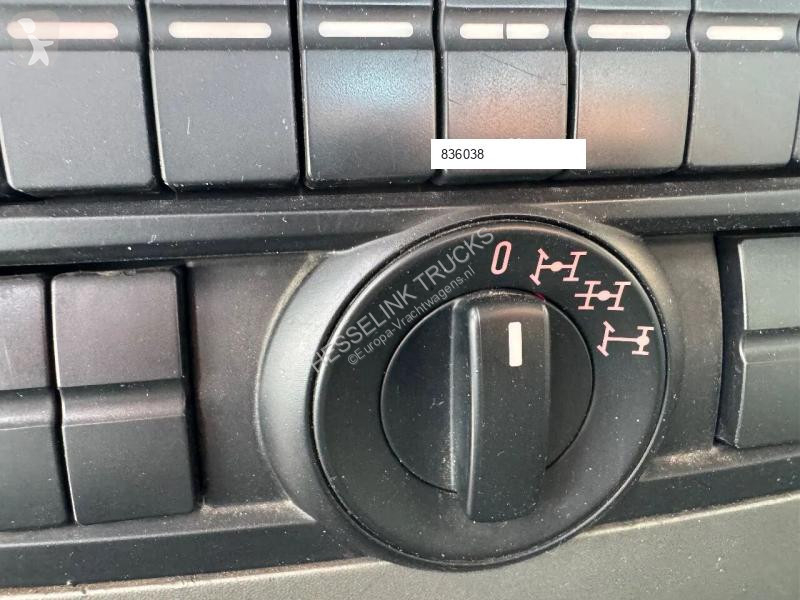 836038
0
HESSELINK TRUCKS
©Europa-Vrachtwagens.nl